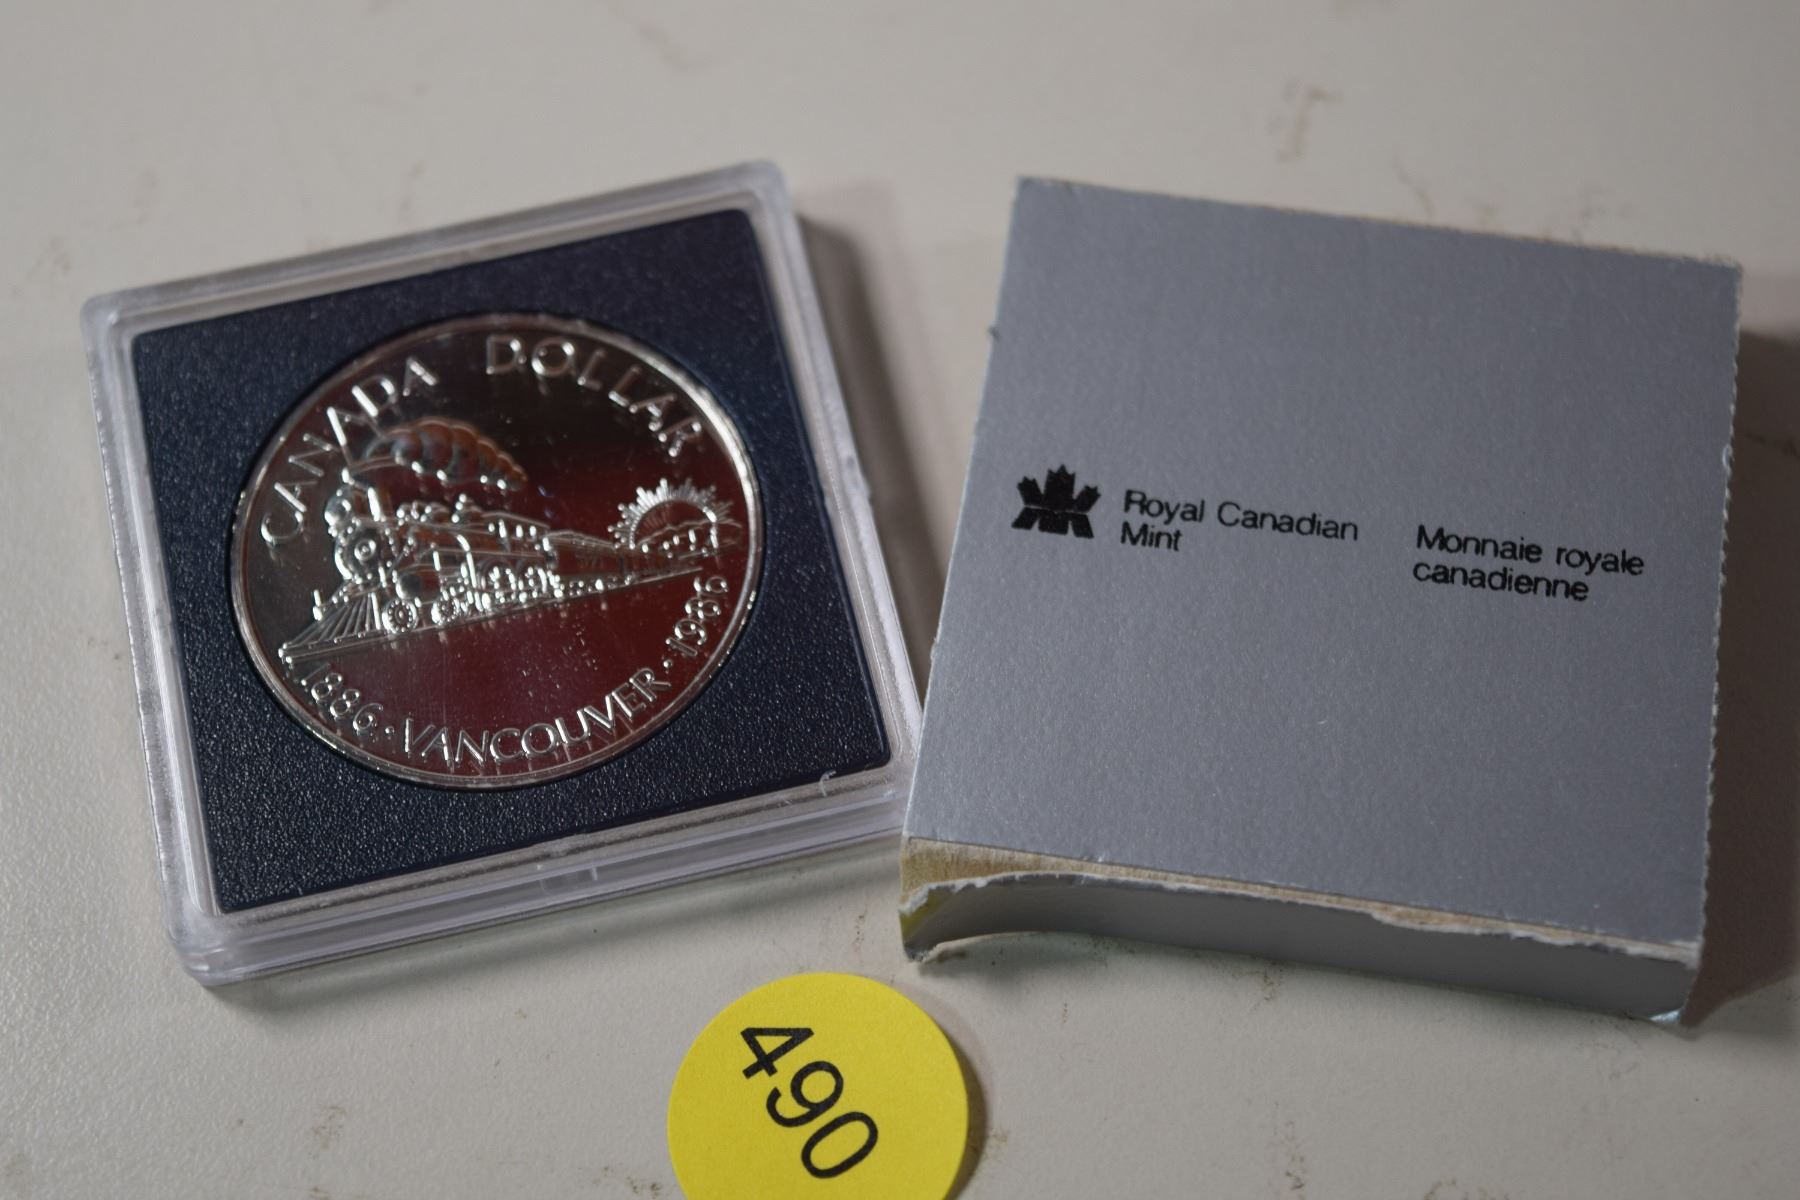 CANADA DOLLAR
1886 · VANCOUVER · 1986
Royal Canadian
Mint
Monnaie royale
canadienne
490